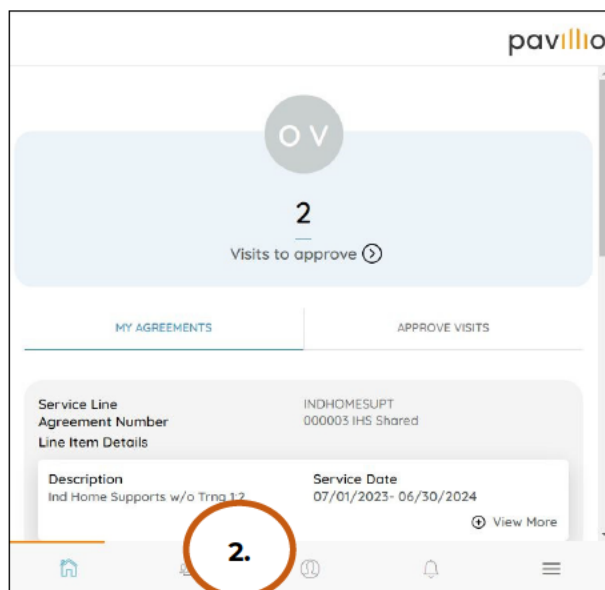 pavillio
O V
2
Visits to approve
MY AGREEMENTS
APPROVE VISITS
Service Line
INDHOMESUPT
Agreement Number
000003 IHS Shared
Line Item Details
Description
Service Date
Ind Home Supports w/o Trng 1:2
07/01/2023- 06/30/2024
View More
2.